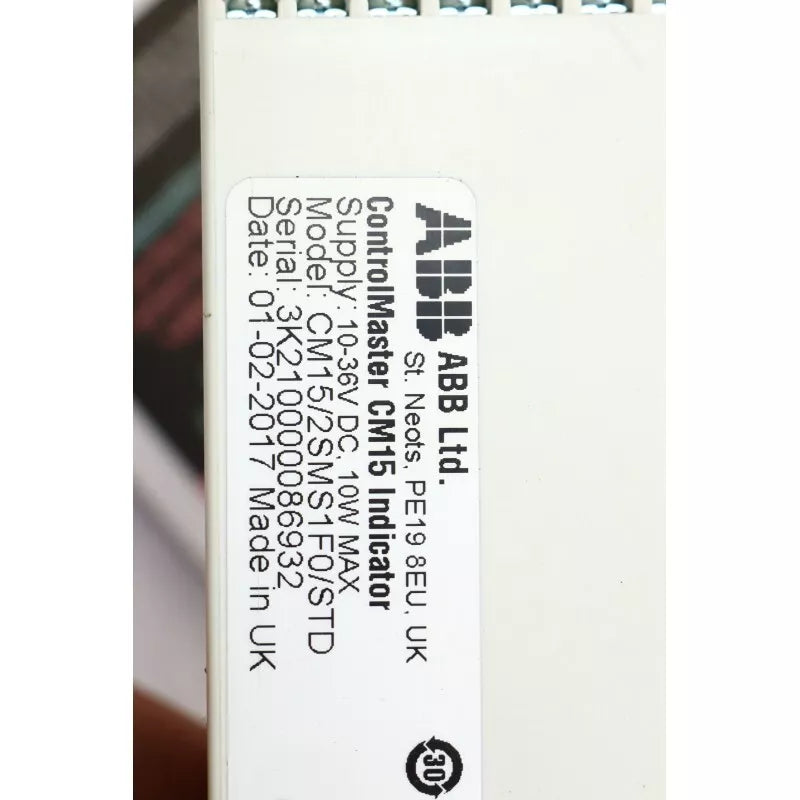 ABB
ABB Ltd.
St. Neots, PE19 8EU, UK
ControlMaster CM15 Indicator
Supply: 10-36V DC, 10W MAX
Model: CM15/2SMS1F0/STD
Serial: 3K210000086932
Date: 01-02-2017 Made in UK
30